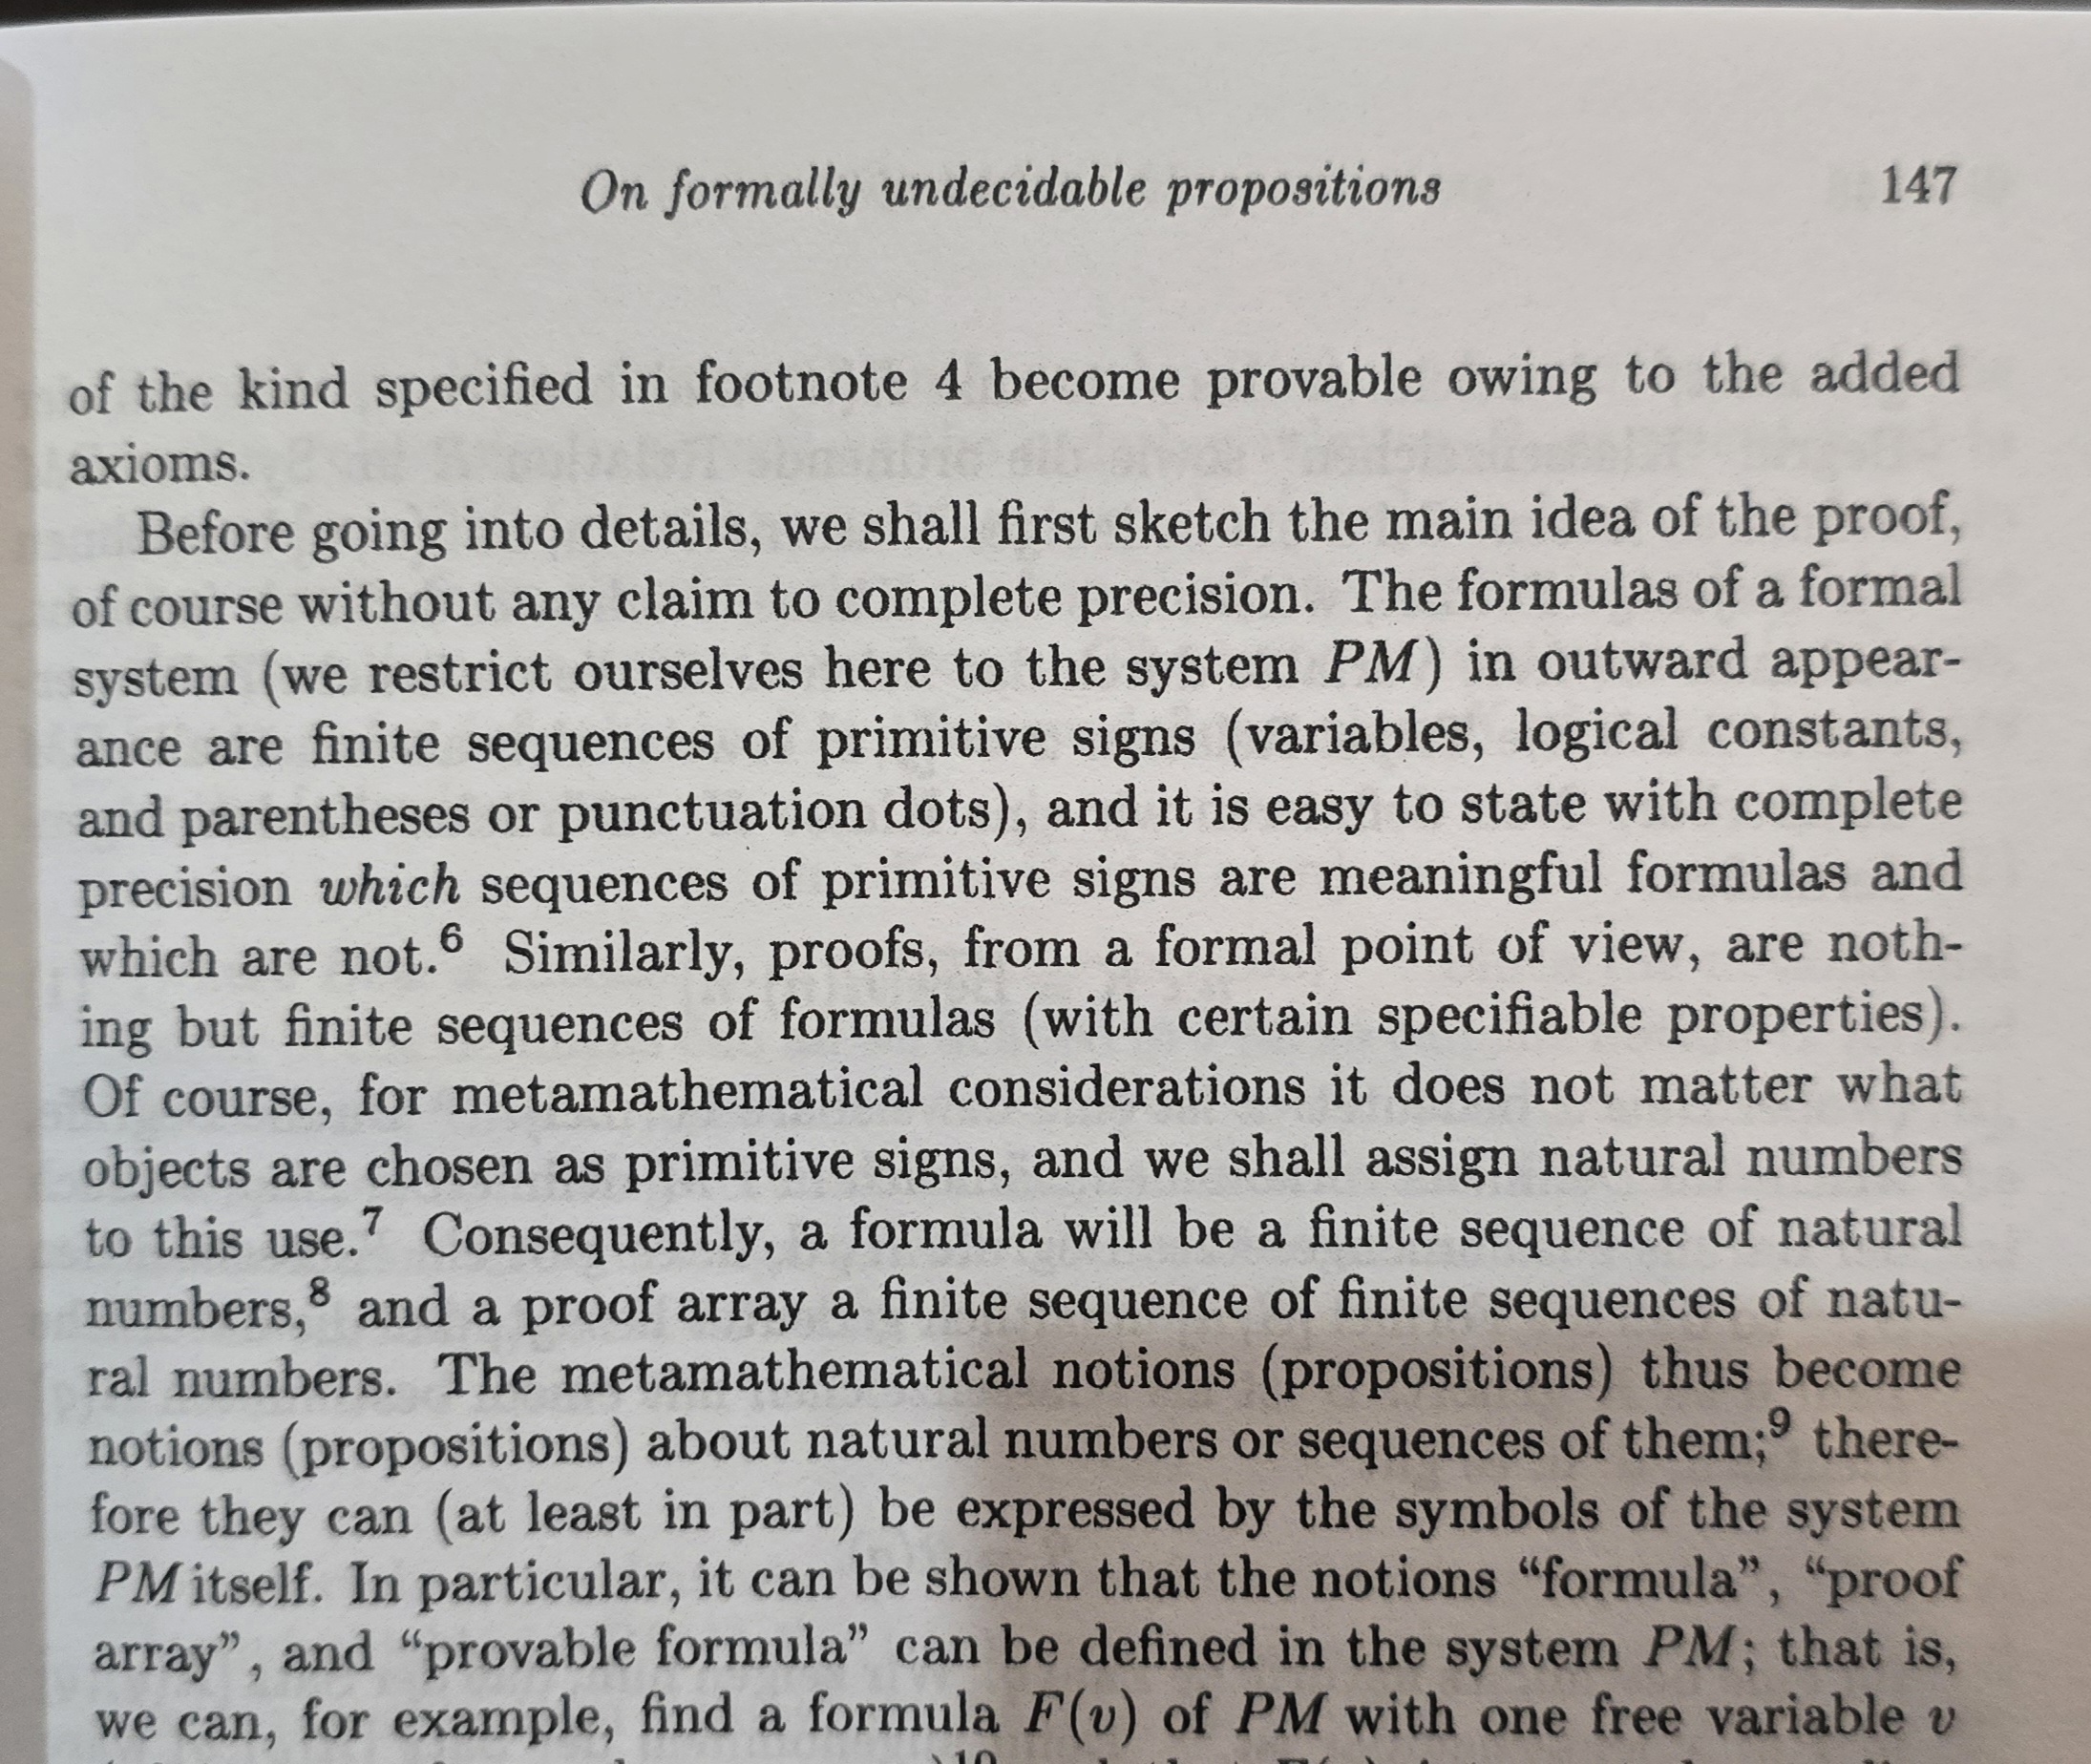 On formally undecidable propositions 147
of the kind specified in footnote 4 become provable owing to the added
axioms.
Before going into details, we shall first sketch the main idea of the proof,
of course without any claim to complete precision. The formulas of a formal
system (we restrict ourselves here to the system PM) in outward appear-
ance are finite sequences of primitive signs (variables, logical constants,
and parentheses or punctuation dots), and it is easy to state with complete
precision which sequences of primitive signs are meaningful formulas and
which are not.⁶ Similarly, proofs, from a formal point of view, are noth-
ing but finite sequences of formulas (with certain specifiable properties).
Of course, for metamathematical considerations it does not matter what
objects are chosen as primitive signs, and we shall assign natural numbers
to this use.⁷ Consequently, a formula will be a finite sequence of natural
numbers,⁸ and a proof array a finite sequence of finite sequences of natu-
ral numbers. The metamathematical notions (propositions) thus become
notions (propositions) about natural numbers or sequences of them;⁹ there-
fore they can (at least in part) be expressed by the symbols of the system
PM itself. In particular, it can be shown that the notions “formula”, “proof
array”, and “provable formula” can be defined in the system PM; that is,
we can, for example, find a formula F(v) of PM with one free variable v